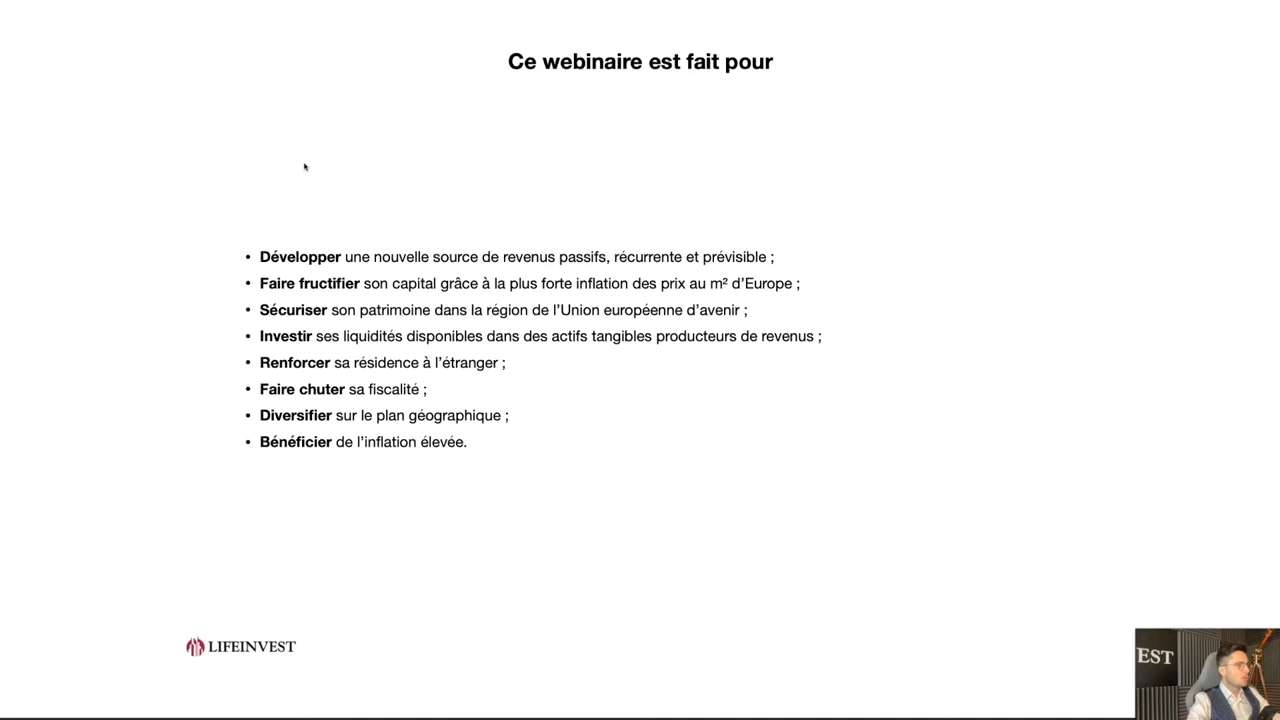 Ce webinaire est fait pour
• Développer une nouvelle source de revenus passifs, récurrente et prévisible ;
• Faire fructifier son capital grâce à la plus forte inflation des prix au m² d’Europe ;
• Sécuriser son patrimoine dans la région de l’Union européenne d’avenir ;
• Investir ses liquidités disponibles dans des actifs tangibles producteurs de revenus ;
• Renforcer sa résidence à l’étranger ;
• Faire chuter sa fiscalité ;
• Diversifier sur le plan géographique ;
• Bénéficier de l’inflation élevée.
LIFEINVEST
EST